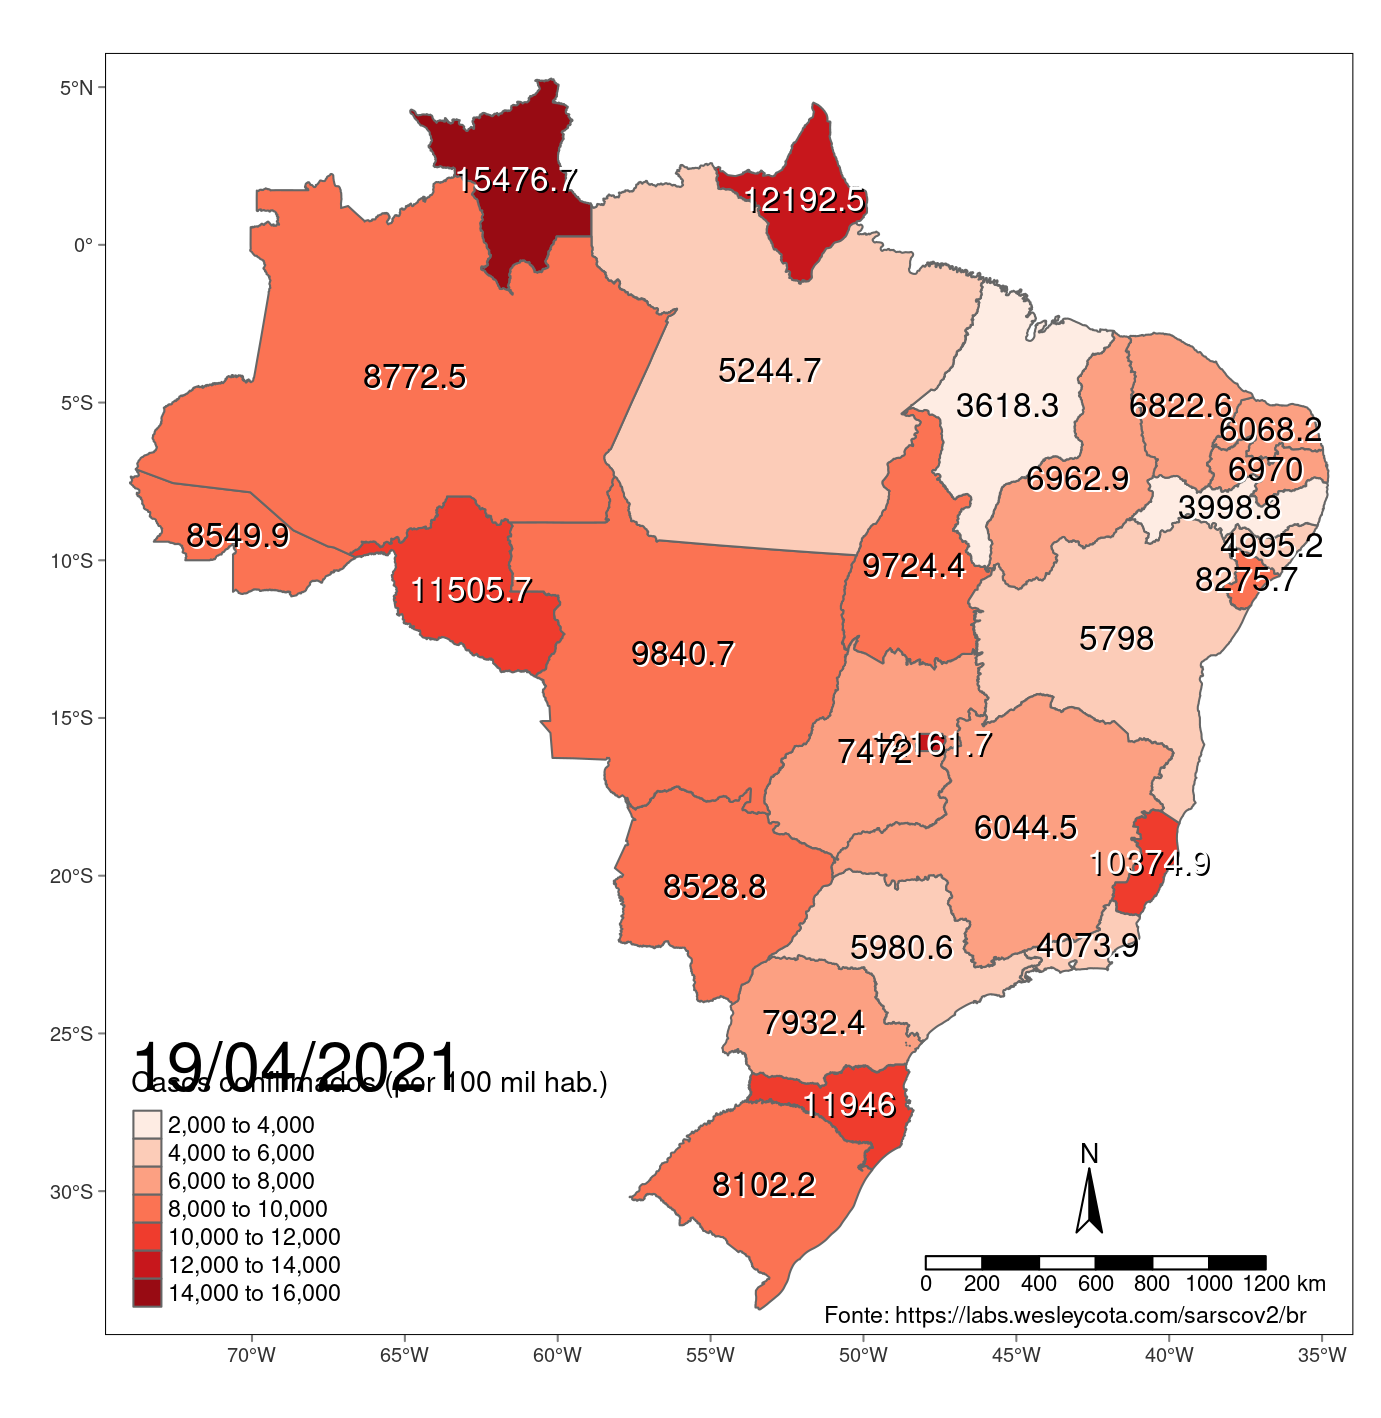 5°N
0°
5°S
10°S
15°S
20°S
25°S
30°S
15476.7
12192.5
8772.5
5244.7
3618.3
6822.6
6068.2
6970
6962.9
3998.8
4995.2
8275.7
8549.9
11505.7
9724.4
5798
9840.7
7472
12161.7
6044.5
10374.9
8528.8
5980.6
4073.9
7932.4
11946
8102.2
19/04/2021
Casos confirmados (por 100 mil hab.)
2,000 to 4,000
4,000 to 6,000
6,000 to 8,000
8,000 to 10,000
10,000 to 12,000
12,000 to 14,000
14,000 to 16,000
N
0 200 400 600 800 1000 1200 km
Fonte: https://labs.wesleycota.com/sarscov2/br
70°W 65°W 60°W 55°W 50°W 45°W 40°W 35°W